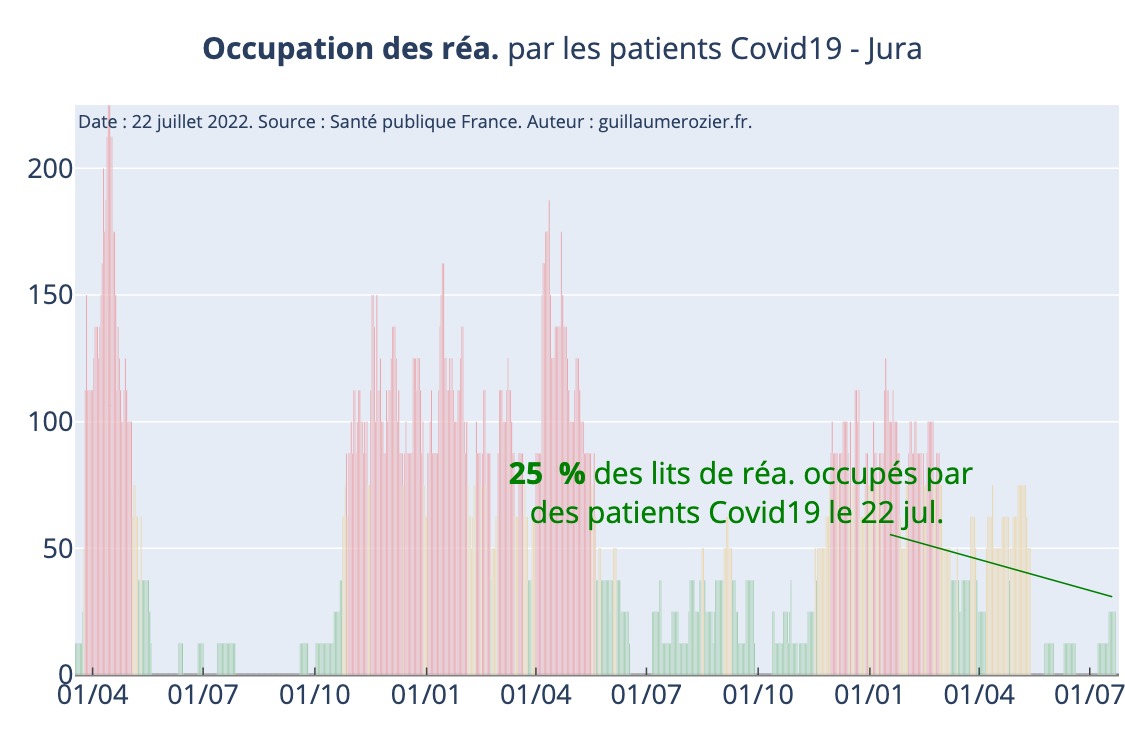 Occupation des réa. par les patients Covid19 - Jura
Date : 22 juillet 2022. Source : Santé publique France. Auteur : guillaumerozier.fr.
200
150
100
25 % des lits de réa. occupés par
des patients Covid19 le 22 jul.
50
0
01/04 01/07 01/10 01/01 01/04 01/07 01/10 01/01 01/04 01/07